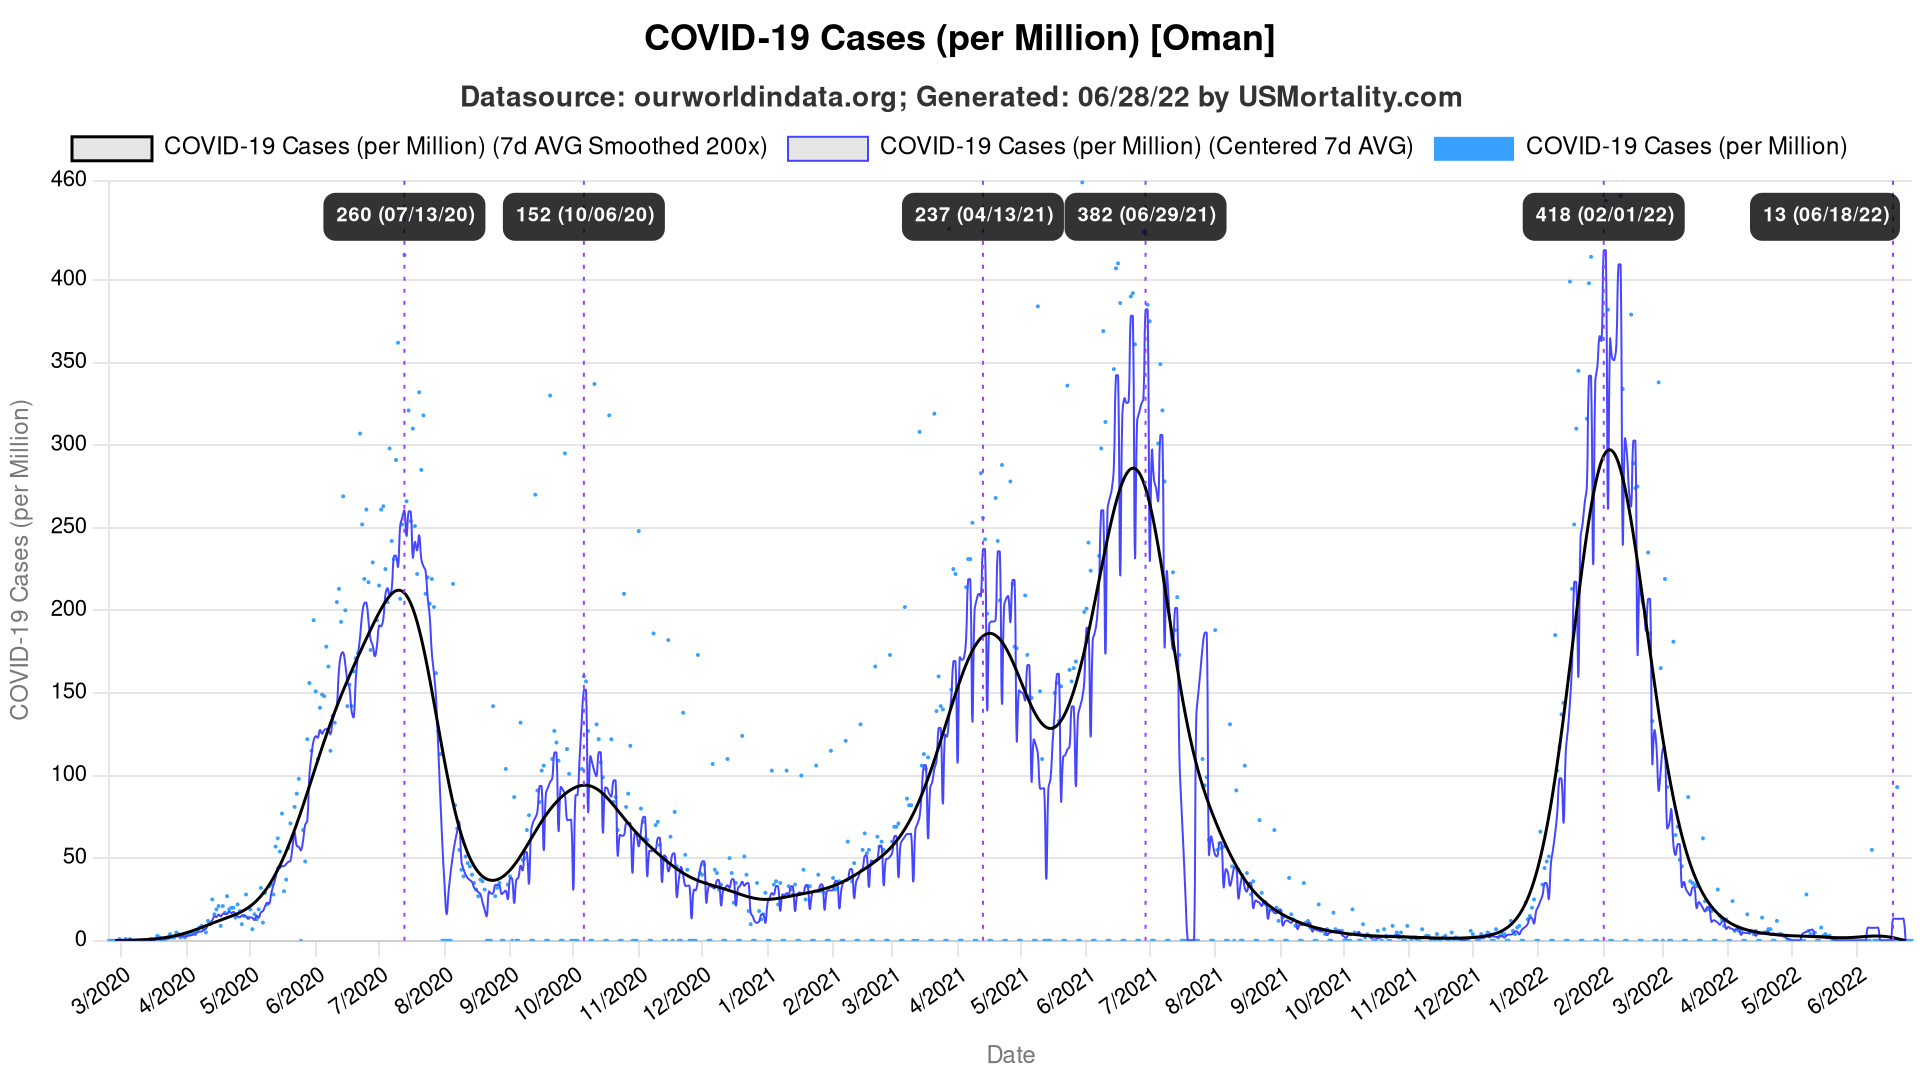 COVID-19 Cases (per Million) [Oman]
Datasource: ourworldindata.org; Generated: 06/28/22 by USMortality.com
COVID-19 Cases (per Million) (7d AVG Smoothed 200x) COVID-19 Cases (per Million) (Centered 7d AVG) COVID-19 Cases (per Million)
260 (07/13/20) 152 (10/06/20) 237 (04/13/21) 382 (06/29/21) 418 (02/01/22) 13 (06/18/22)
COVID-19 Cases (per Million)
460
400
350
300
250
200
150
100
50
0
3/2020 4/2020 5/2020 6/2020 7/2020 8/2020 9/2020 10/2020 11/2020 12/2020 1/2021 2/2021 3/2021 4/2021 5/2021 6/2021 7/2021 8/2021 9/2021 10/2021 11/2021 12/2021 1/2022 2/2022 3/2022 4/2022 5/2022 6/2022
Date